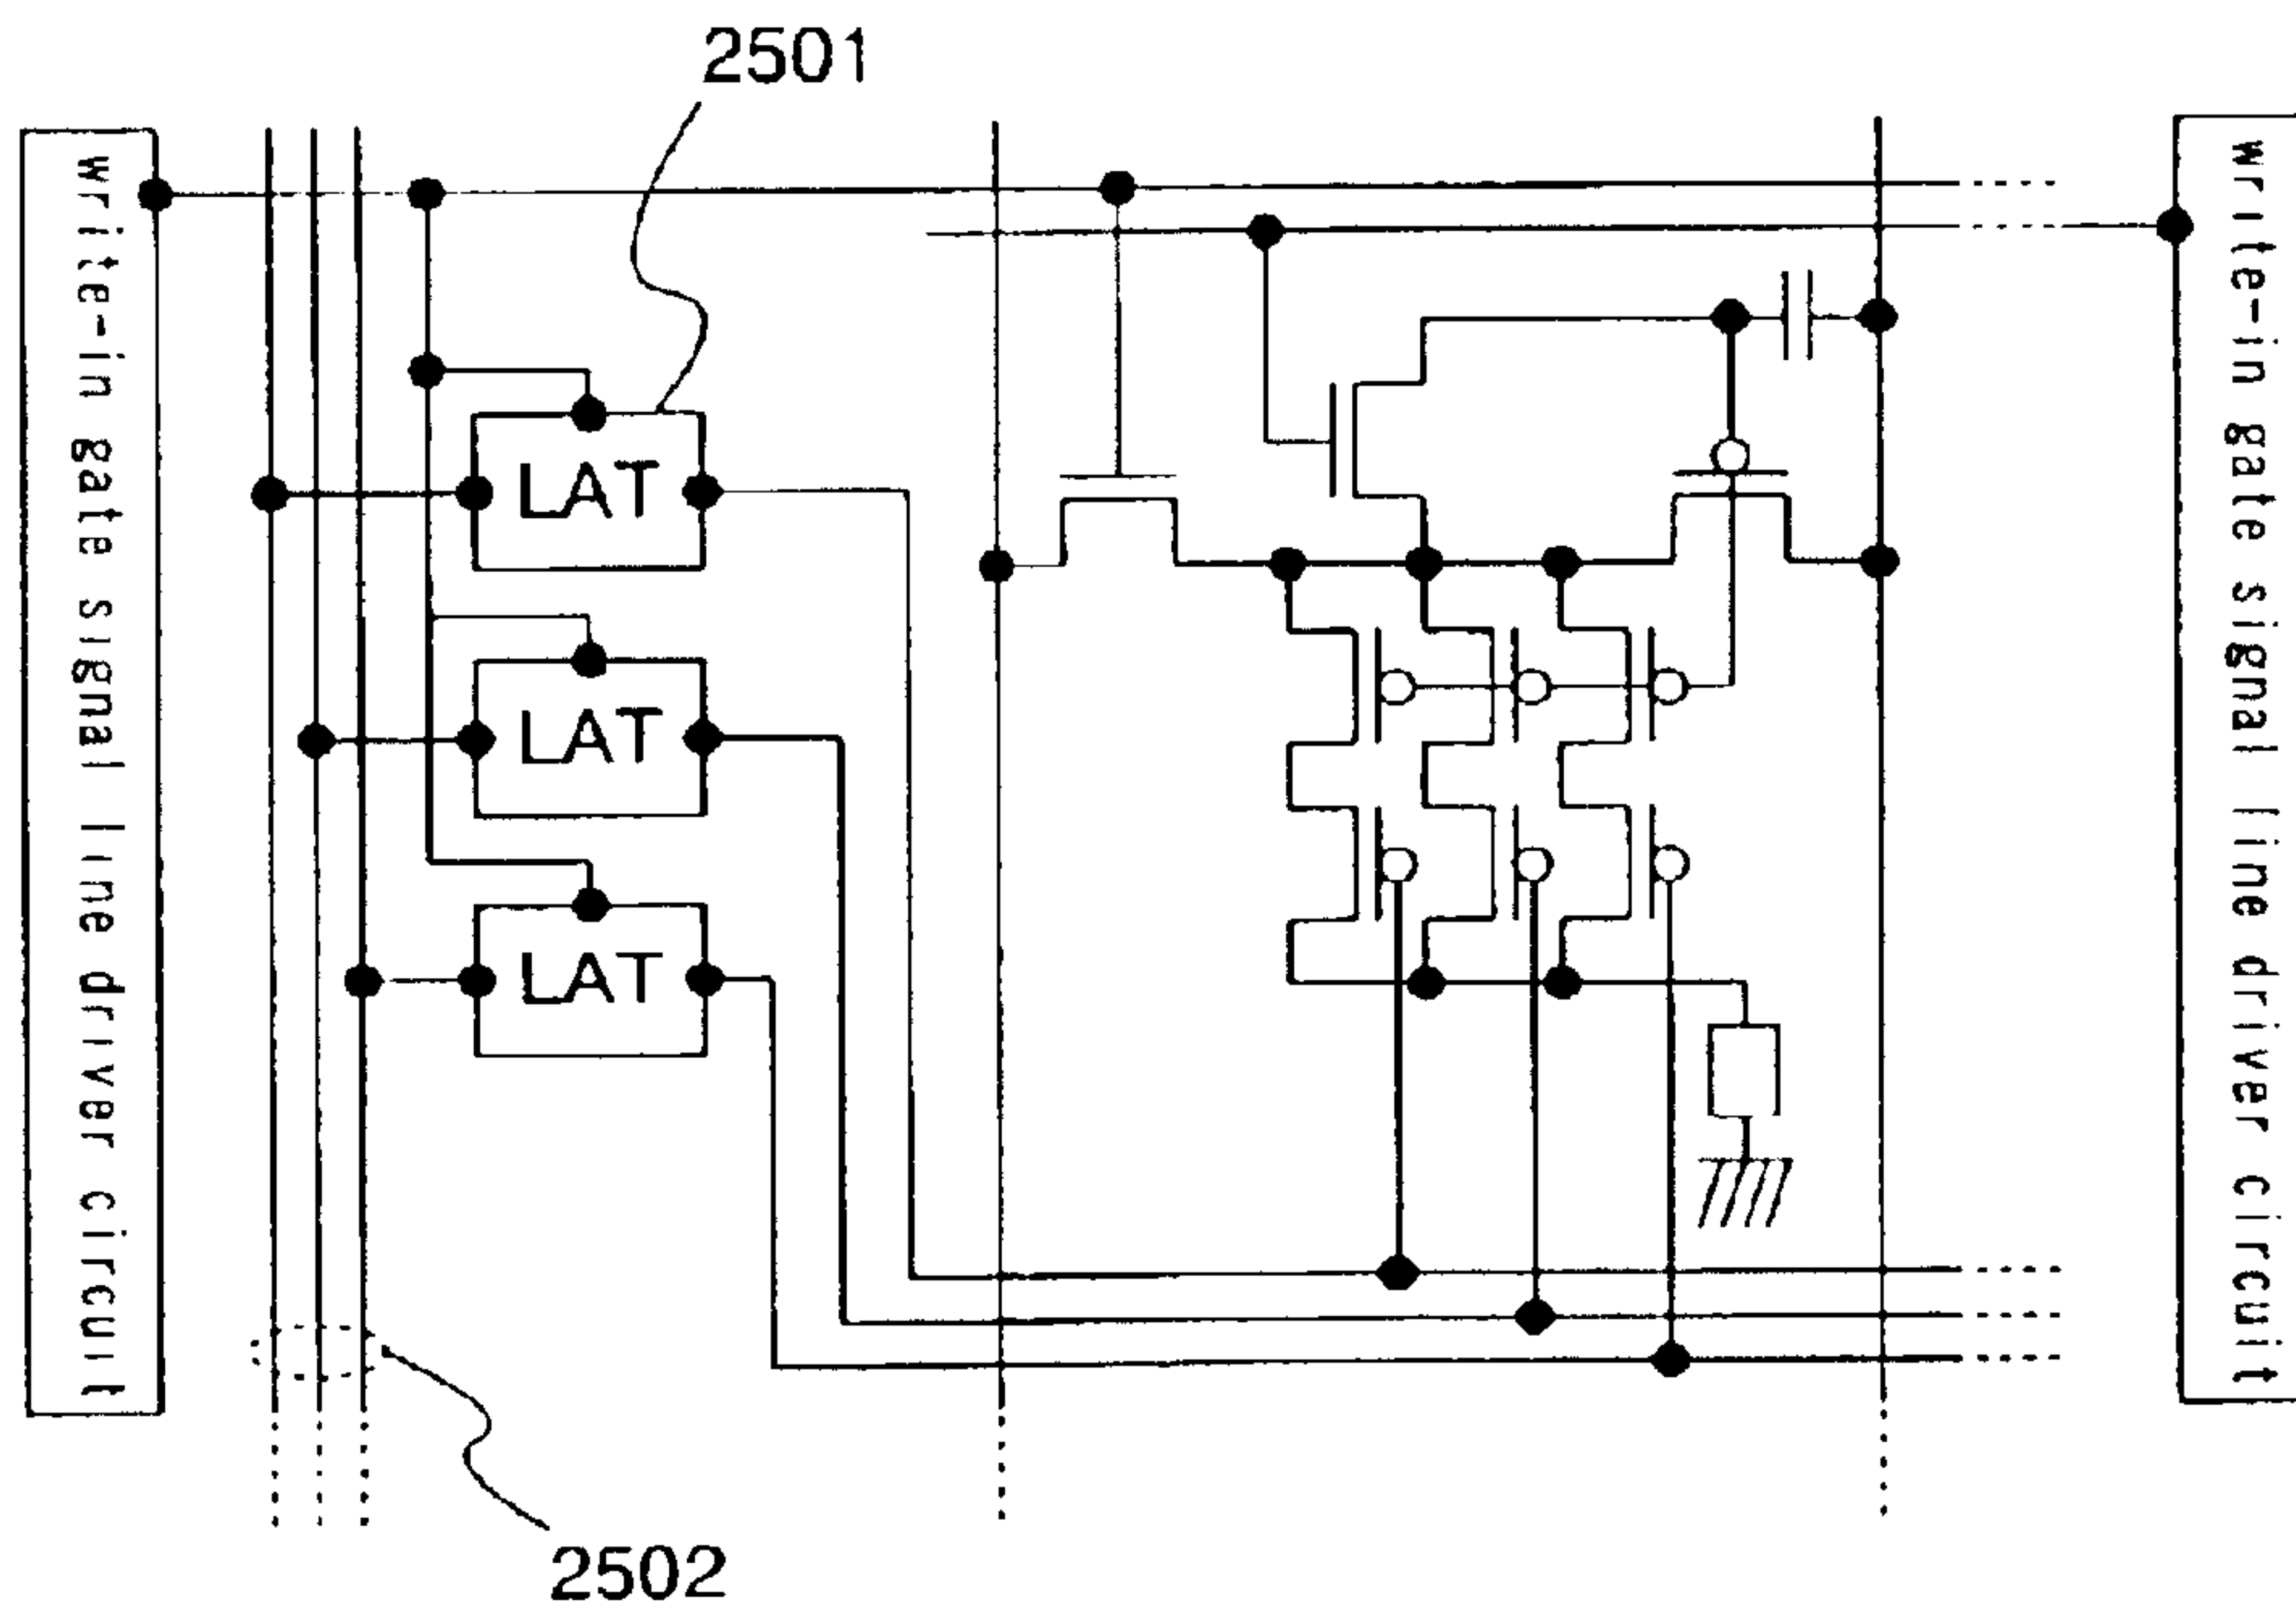 2501
write-in gate signal line driver circuit
LAT
LAT
LAT
write-in gate signal line driver circuit
2502